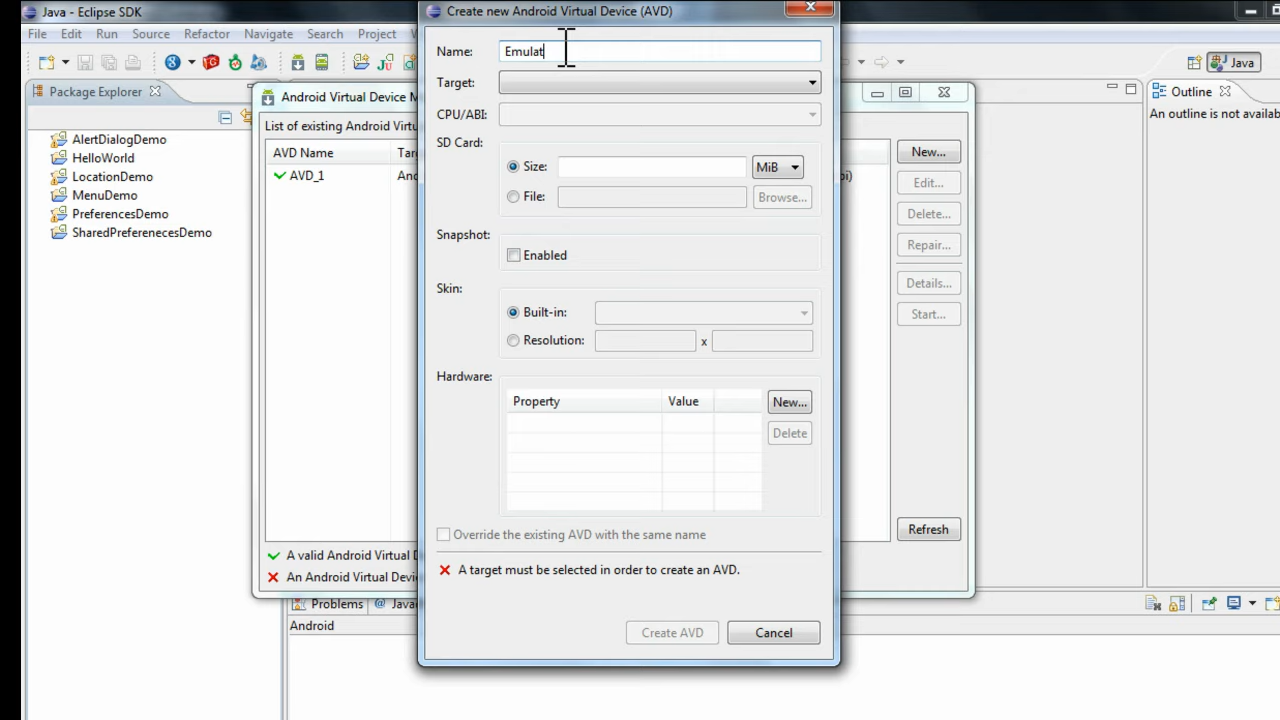 Java - Eclipse SDK
File Edit Run Source Refactor Navigate Search Project
Java
Package Explorer
AlertDialogDemo
HelloWorld
LocationDemo
MenuDemo
PreferencesDemo
SharedPreferenecesDemo
Android Virtual Device M
List of existing Android Virtu
AVD Name
AVD_1
New...
Edit...
Delete...
Repair...
Details...
Start...
Refresh
A valid Android Virtual D
An Android Virtual Devic
Create new Android Virtual Device (AVD)
Name: Emulat
Target:
CPU/ABI:
SD Card:
Size: MiB
File: Browse...
Snapshot:
Enabled
Skin:
Built-in:
Resolution: x
Hardware:
Property Value New...
Delete
Override the existing AVD with the same name
A target must be selected in order to create an AVD.
Create AVD Cancel
Outline
An outline is not availab
Problems @ Javad
Android